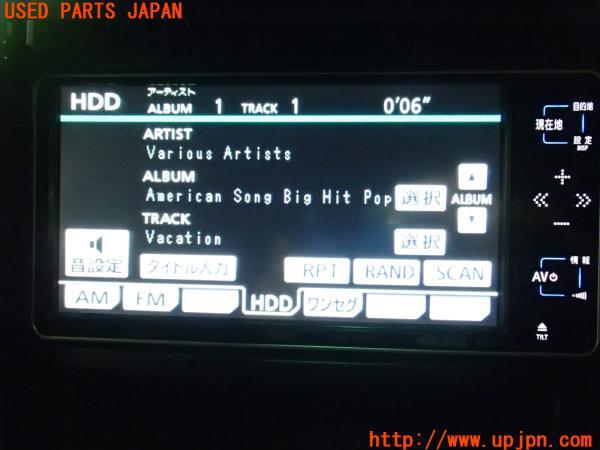 USED PARTS JAPAN
アーティスト
HDD ALBUM 1 TRACK 1 0'06"
ARTIST
Various Artists
ALBUM
American Song Big Hit Pop 選択 ALBUM
TRACK
Vacation 選択
音設定 タイトル入力 RPT RAND SCAN
AM FM HDD ワンセグ
目的地
現在地
設定
DISP
情報
AV
TILT
http://www.upjpn.com